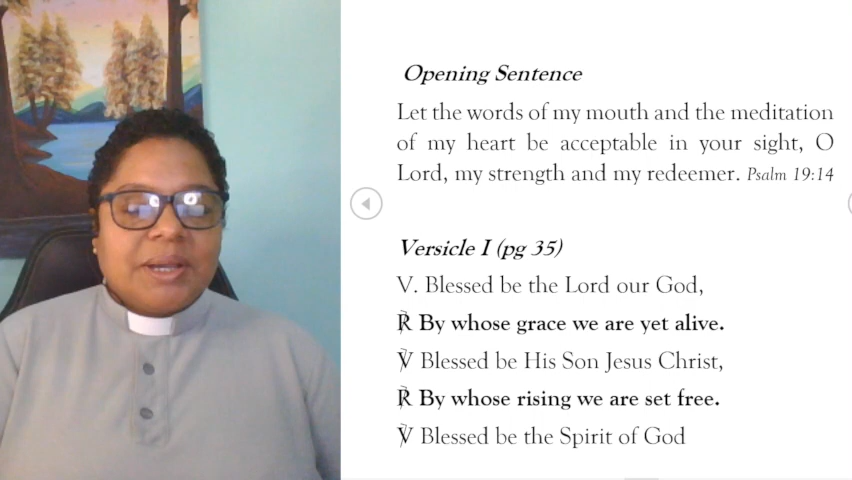 Opening Sentence
Let the words of my mouth and the meditation
of my heart be acceptable in your sight, O
Lord, my strength and my redeemer. Psalm 19:14
Versicle I (pg 35)
V. Blessed be the Lord our God,
℟ By whose grace we are yet alive.
℣ Blessed be His Son Jesus Christ,
℟ By whose rising we are set free.
℣ Blessed be the Spirit of God